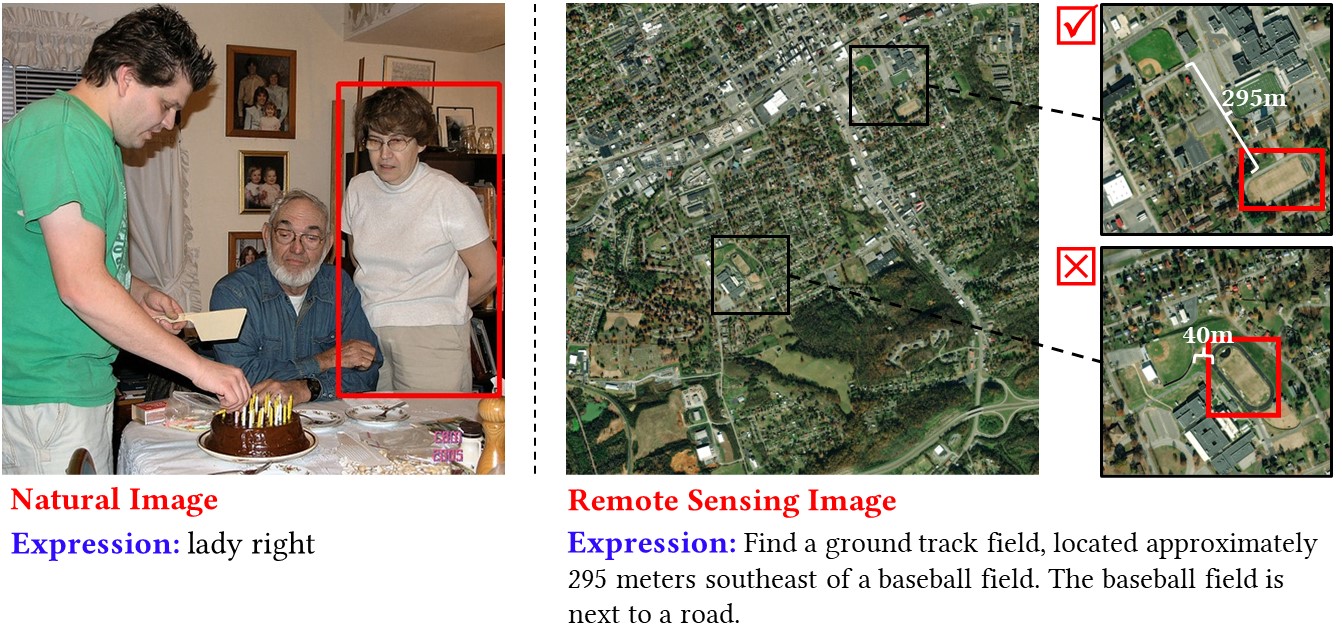 295m
40m
Natural Image
Expression: lady right
Remote Sensing Image
Expression: Find a ground track field, located approximately
295 meters southeast of a baseball field. The baseball field is
next to a road.